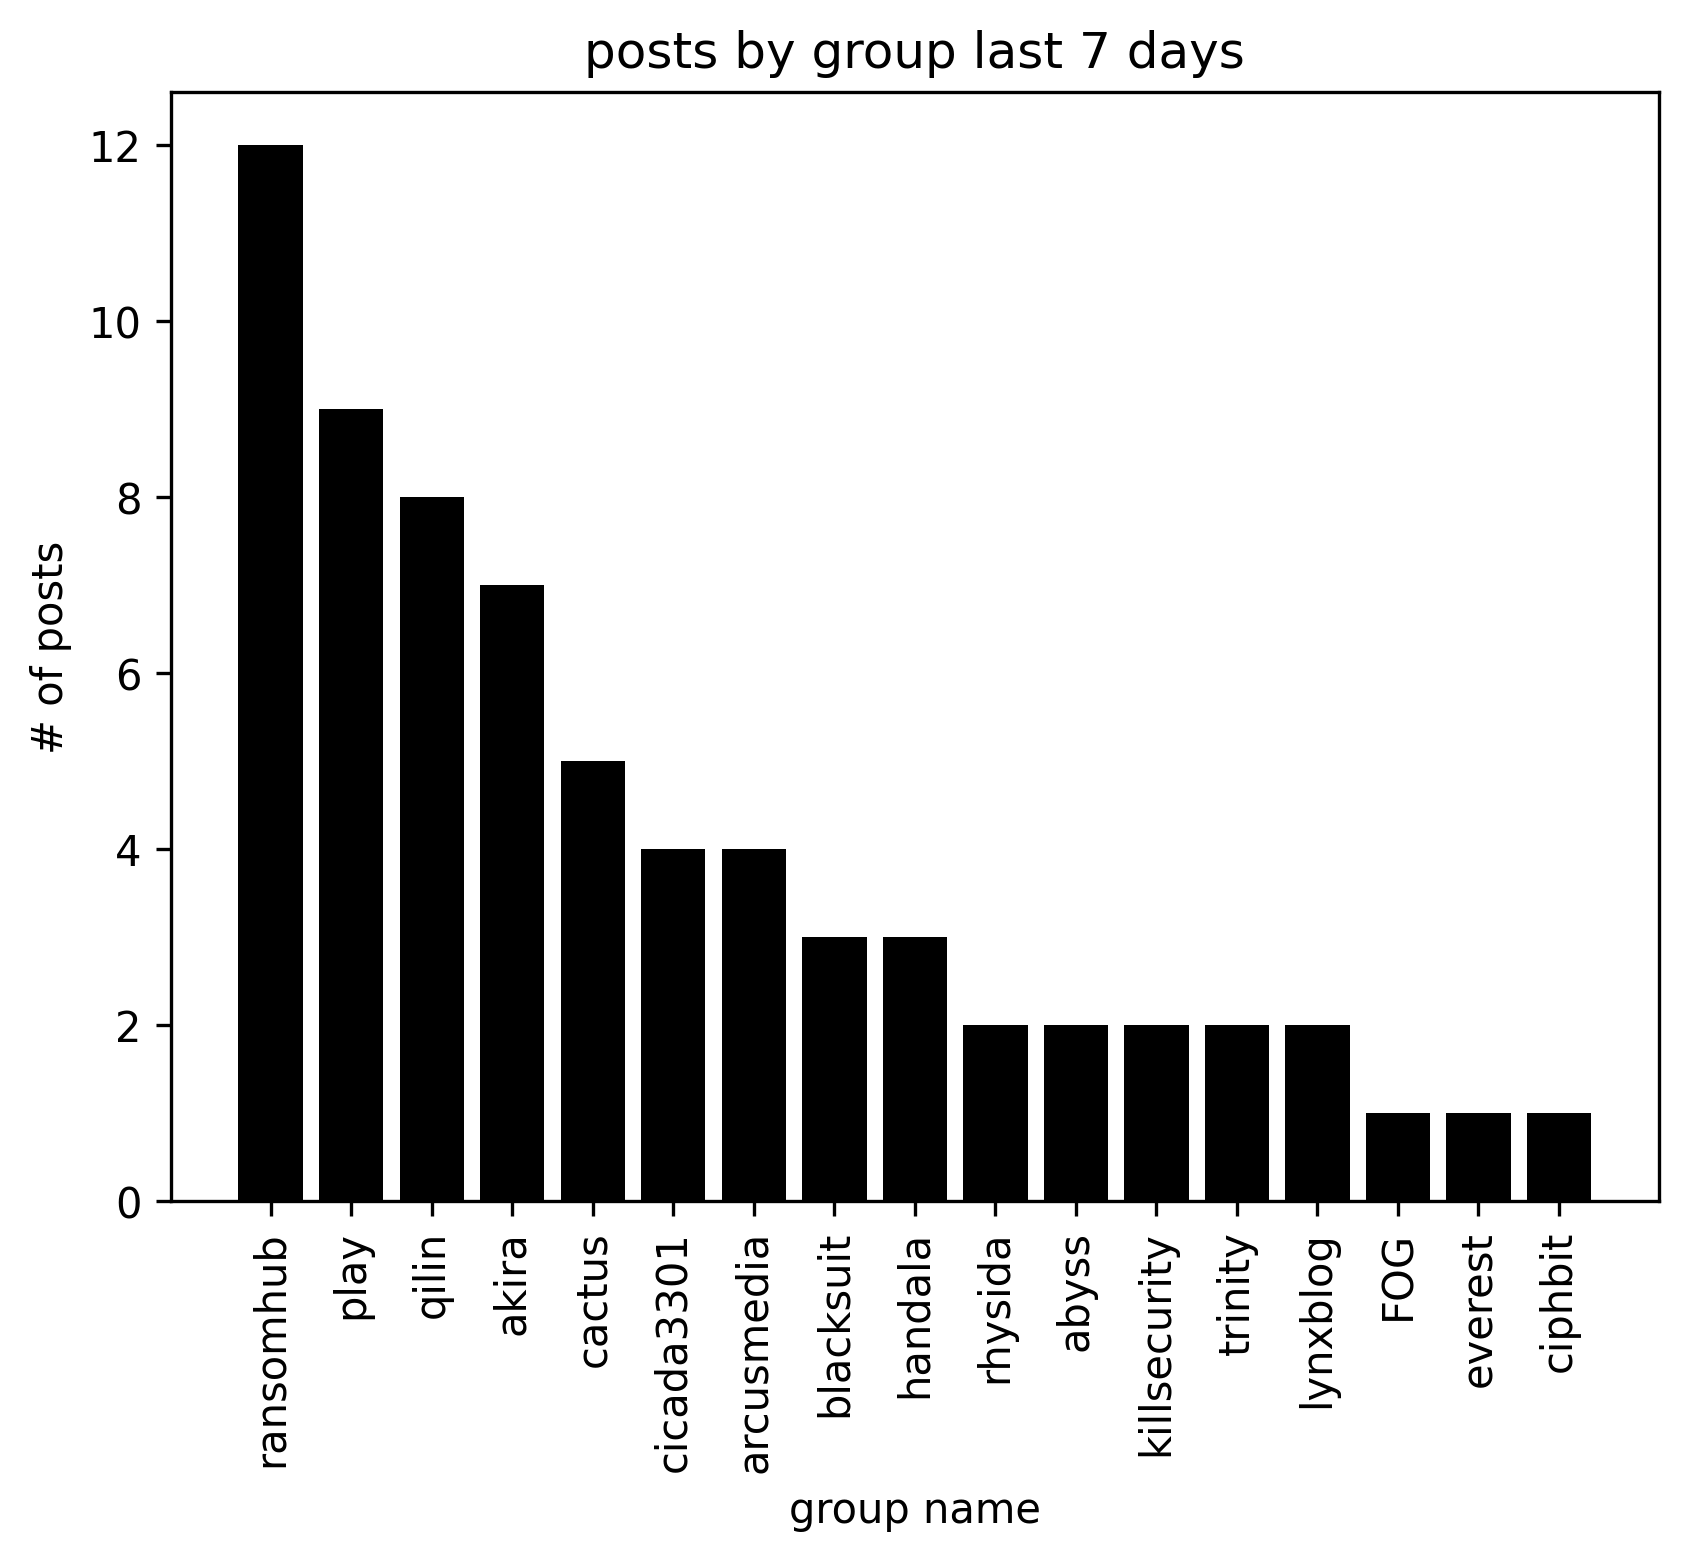 posts by group last 7 days
12
10
8
6
4
2
0
# of posts
ransomhub
play
qilin
akira
cactus
cicada3301
arcusmedia
blacksuit
handala
rhysida
abyss
killsecurity
trinity
lynxblog
FOG
everest
ciphbit
group name